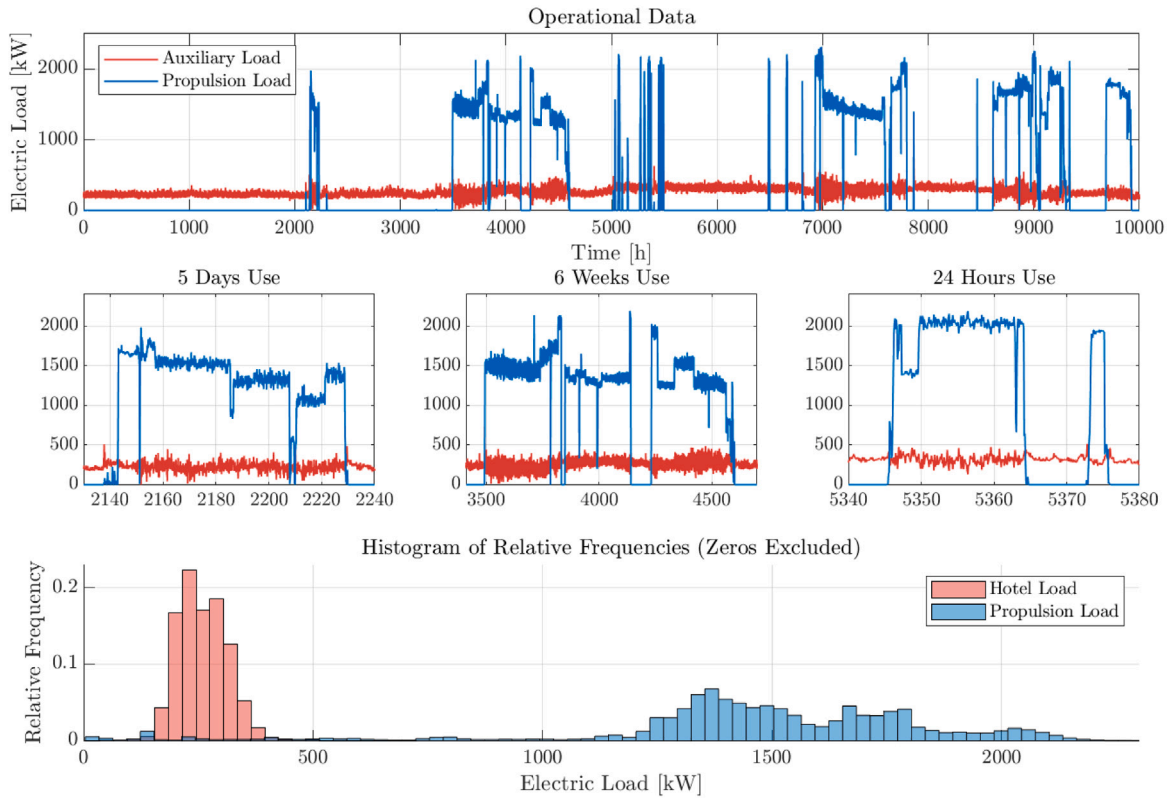 Operational Data
Electric Load [kW]
2000
1000
0
Auxiliary Load
Propulsion Load
0 1000 2000 3000 4000 5000 6000 7000 8000 9000 10000
Time [h]
5 Days Use
2000
1500
1000
500
0
2140 2160 2180 2200 2220 2240
6 Weeks Use
2000
1500
1000
500
0
3500 4000 4500
24 Hours Use
2000
1500
1000
500
0
5340 5350 5360 5370 5380
Histogram of Relative Frequencies (Zeros Excluded)
Relative Frequency
0.2
0.1
0
Hotel Load
Propulsion Load
0 500 1000 1500 2000
Electric Load [kW]